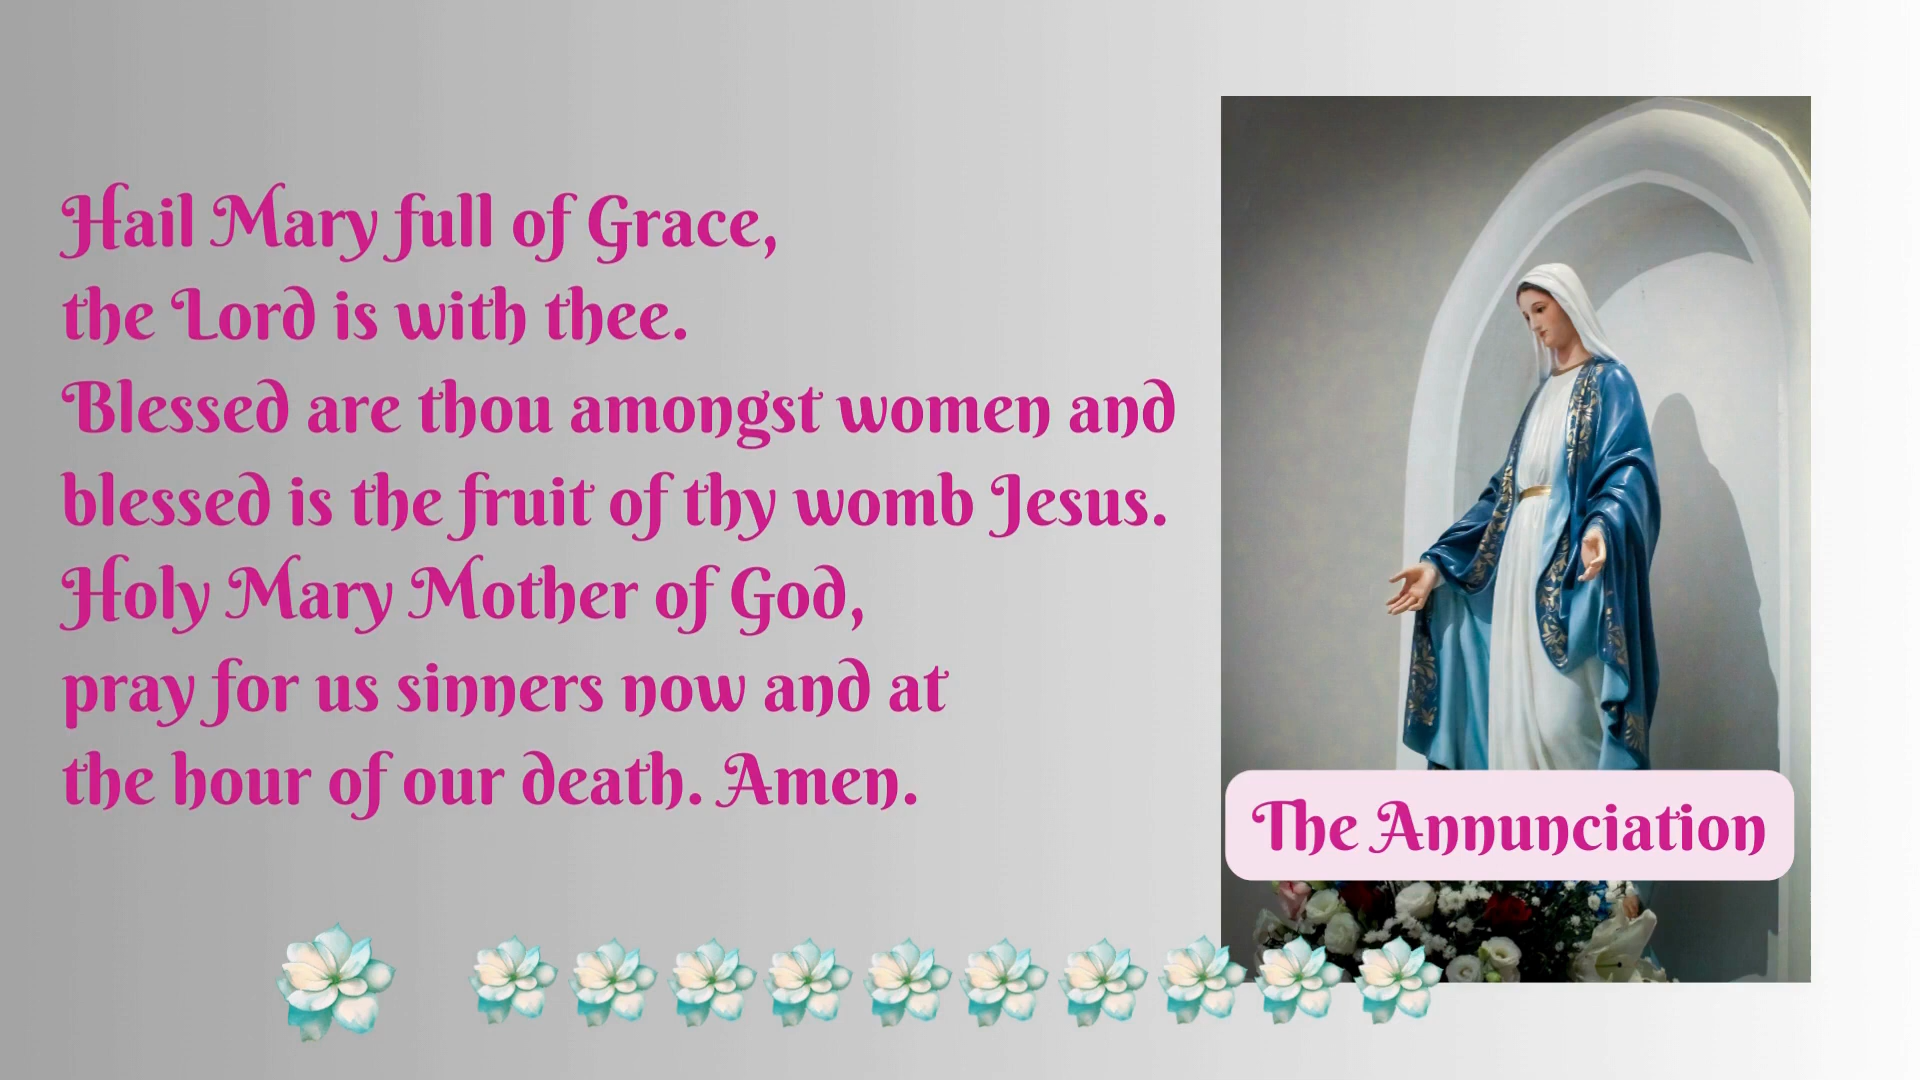 Hail Mary full of Grace,
the Lord is with thee.
Blessed are thou amongst women and
blessed is the fruit of thy womb Jesus.
Holy Mary Mother of God,
pray for us sinners now and at
the hour of our death. Amen.
The Annunciation